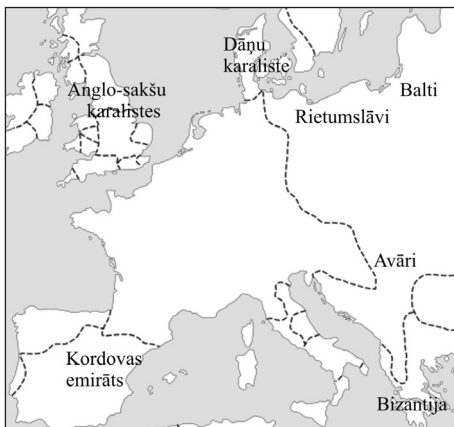 Dāņu
karaliste
Anglo-sakšu
karalistes
Balti
Rietumslāvi
Avāri
Kordovas
emirāts
Bizantija